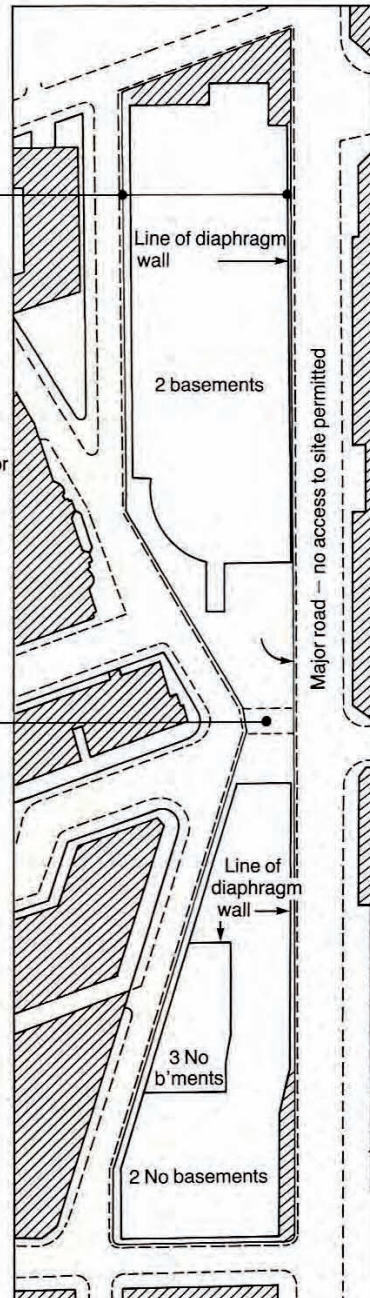 Line of diaphragm
wall
2 basements
or
Major road – no access to site permitted
Line of
diaphragm
wall
3 No
b'ments
2 No basements